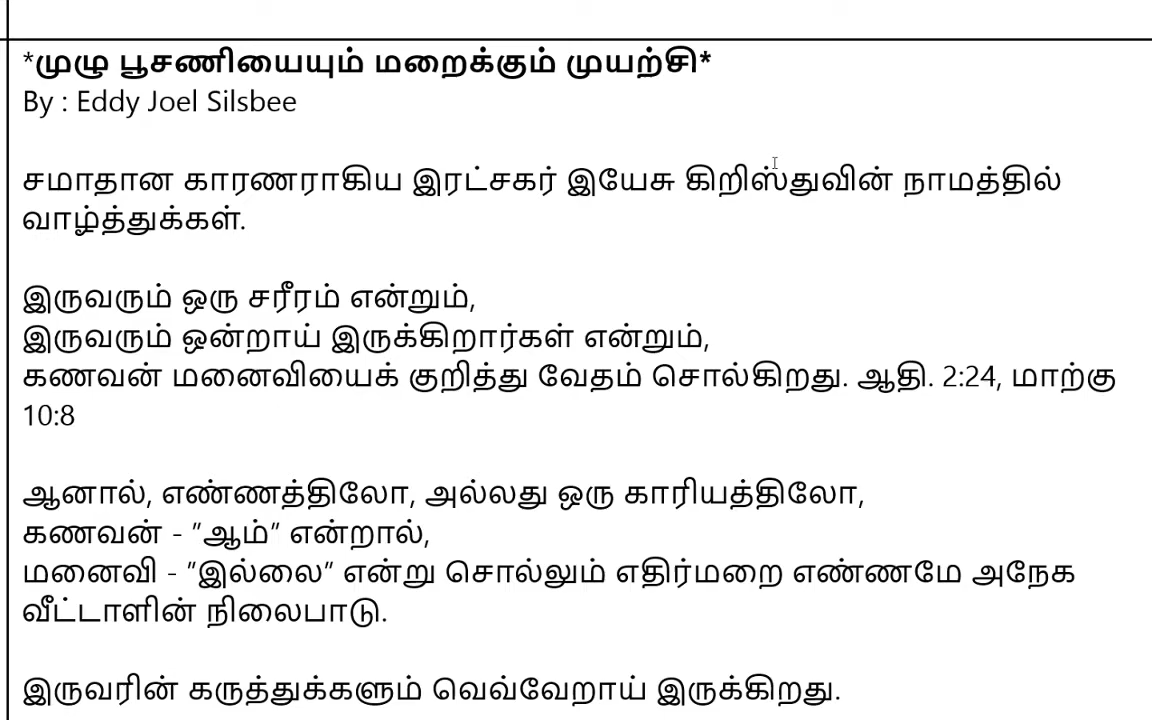 *முழு பூசணியையும் மறைக்கும் முயற்சி*
By : Eddy Joel Silsbee
சமாதான காரணராகிய இரட்சகர் இயேசு கிறிஸ்துவின் நாமத்தில்
வாழ்த்துக்கள்.
இருவரும் ஒரு சரீரம் என்றும்,
இருவரும் ஒன்றாய் இருக்கிறார்கள் என்றும்,
கணவன் மனைவியைக் குறித்து வேதம் சொல்கிறது. ஆதி. 2:24, மாற்கு
10:8
ஆனால், எண்ணத்திலோ, அல்லது ஒரு காரியத்திலோ,
கணவன் - "ஆம்" என்றால்,
மனைவி - "இல்லை" என்று சொல்லும் எதிர்மறை எண்ணமே அநேக
வீட்டாளின் நிலைபாடு.
இருவரின் கருத்துக்களும் வெவ்வேறாய் இருக்கிறது.